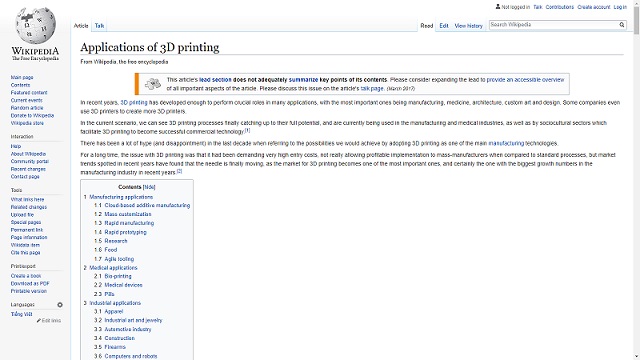 Not logged in Talk Contributions Create account Log in
Article Talk Read Edit View History Search Wikipedia
WIKIPEDIA
The Free Encyclopedia
Main page
Contents
Featured content
Current events
Random article
Donate to Wikipedia
Wikipedia store
Interaction
Help
About Wikipedia
Community portal
Recent changes
Contact page
Tools
What links here
Related changes
Upload file
Special pages
Permanent link
Page information
Wikidata item
Cite this page
Print/export
Create a book
Download as PDF
Printable version
Languages
Tiếng Việt
Edit links
Applications of 3D printing
From Wikipedia, the free encyclopedia
This article's lead section does not adequately summarize key points of its contents. Please consider expanding the lead to provide an accessible overview
of all important aspects of the article. Please discuss this issue on the article's talk page. (March 2017)
In recent years, 3D printing has developed enough to perform crucial roles in many applications, with the most important ones being manufacturing, medicine, architecture, custom art and design. Some companies even
use 3D printers to create more 3D printers.
In the current scenario, we can see 3D printing processes finally catching up to their full potential, and are currently being used in the manufacturing and medical industries, as well as by sociocultural sectors which
facilitate 3D printing to become successful commercial technology.[1]
There has been a lot of hype (and disappointment) in the last decade when referring to the possibilities we would achieve by adopting 3D printing as one of the main manufacturing technologies.
For a long time, the issue with 3D printing was that it had been demanding very high entry costs, not really allowing profitable implementation to mass-manufacturers when compared to standard processes, but market
trends spotted in recent years have found that the needle is finally moving, as the market for 3D printing becomes one of the most important ones, and certainly the one with the biggest growth numbers in the
manufacturing industry in recent years.[2]
Contents [hide]
1 Manufacturing applications
1.1 Cloud-based additive manufacturing
1.2 Mass customization
1.3 Rapid manufacturing
1.4 Rapid prototyping
1.5 Research
1.6 Food
1.7 Agile tooling
2 Medical applications
2.1 Bio-printing
2.2 Medical devices
2.3 Pills
3 Industrial applications
3.1 Apparel
3.2 Industrial art and jewelry
3.3 Automotive industry
3.4 Construction
3.5 Firearms
3.6 Computers and robots